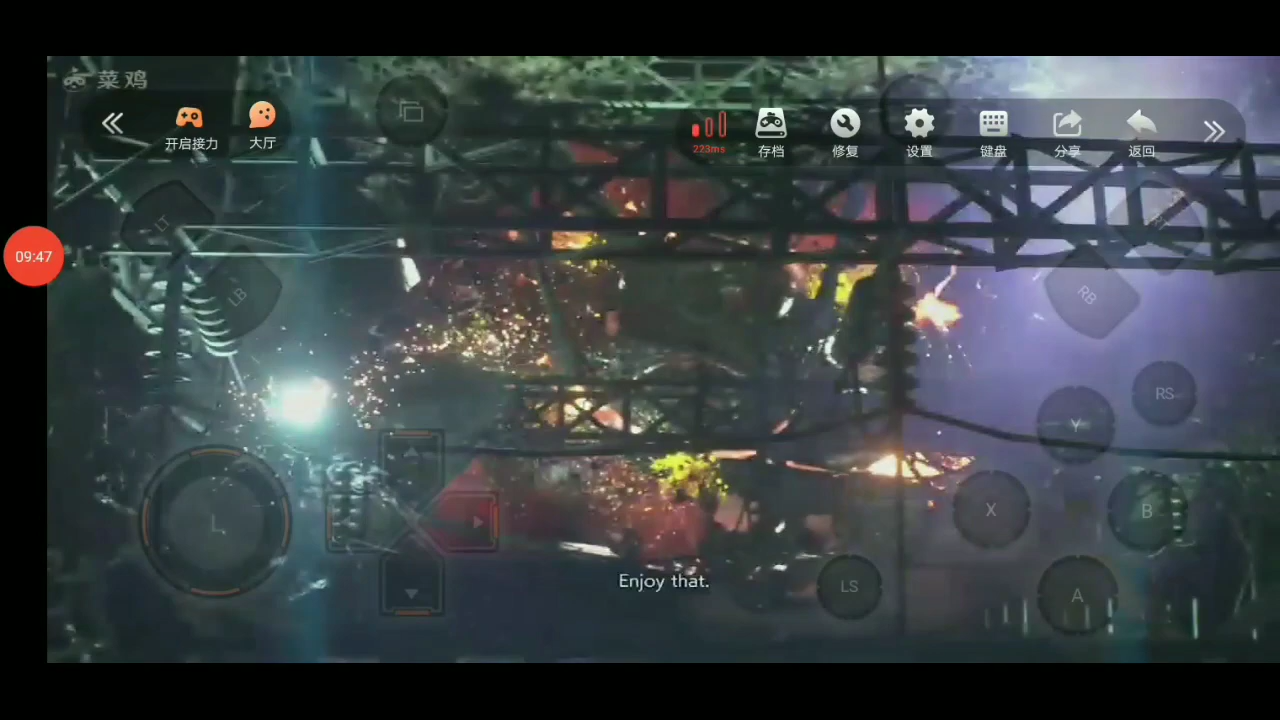 菜鸡
开启接力
大厅
223ms
存档
修复
设置
键盘
分享
返回
LT
09:47
LB
RB
RS
Y
L
X
B
Enjoy that.
LS
A